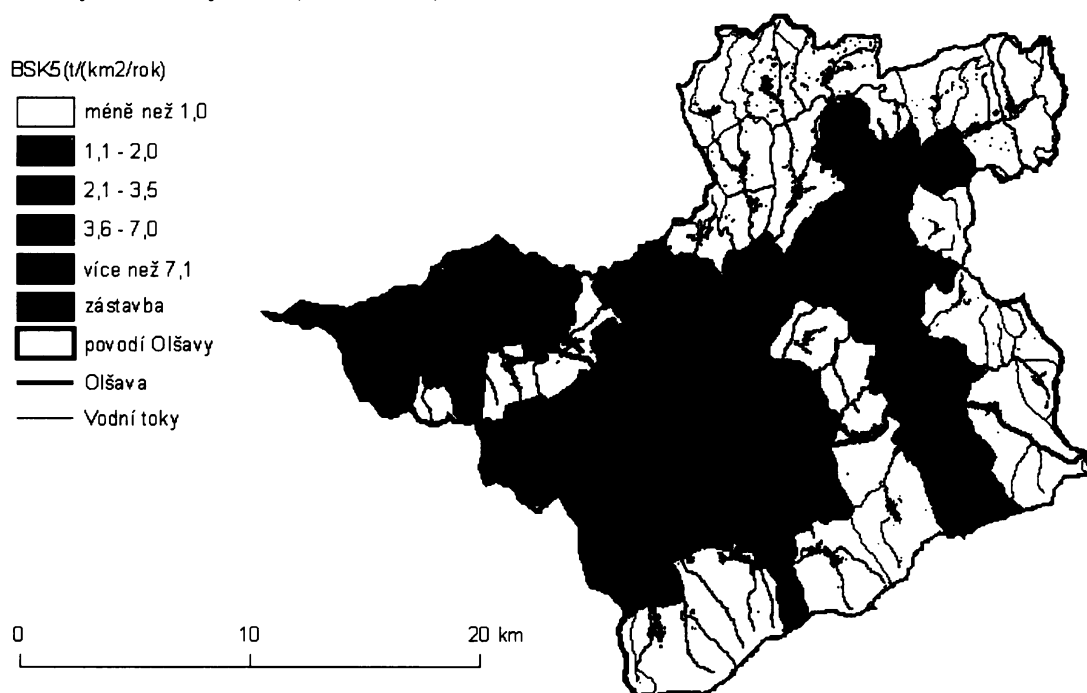 BSK5(t/(km2/rok)
méně než 1,0
1,1 - 2,0
2,1 - 3,5
3,6 - 7,0
více než 7,1
zástavba
povodí Olšavy
Olšava
Vodní toky
0 10 20 km